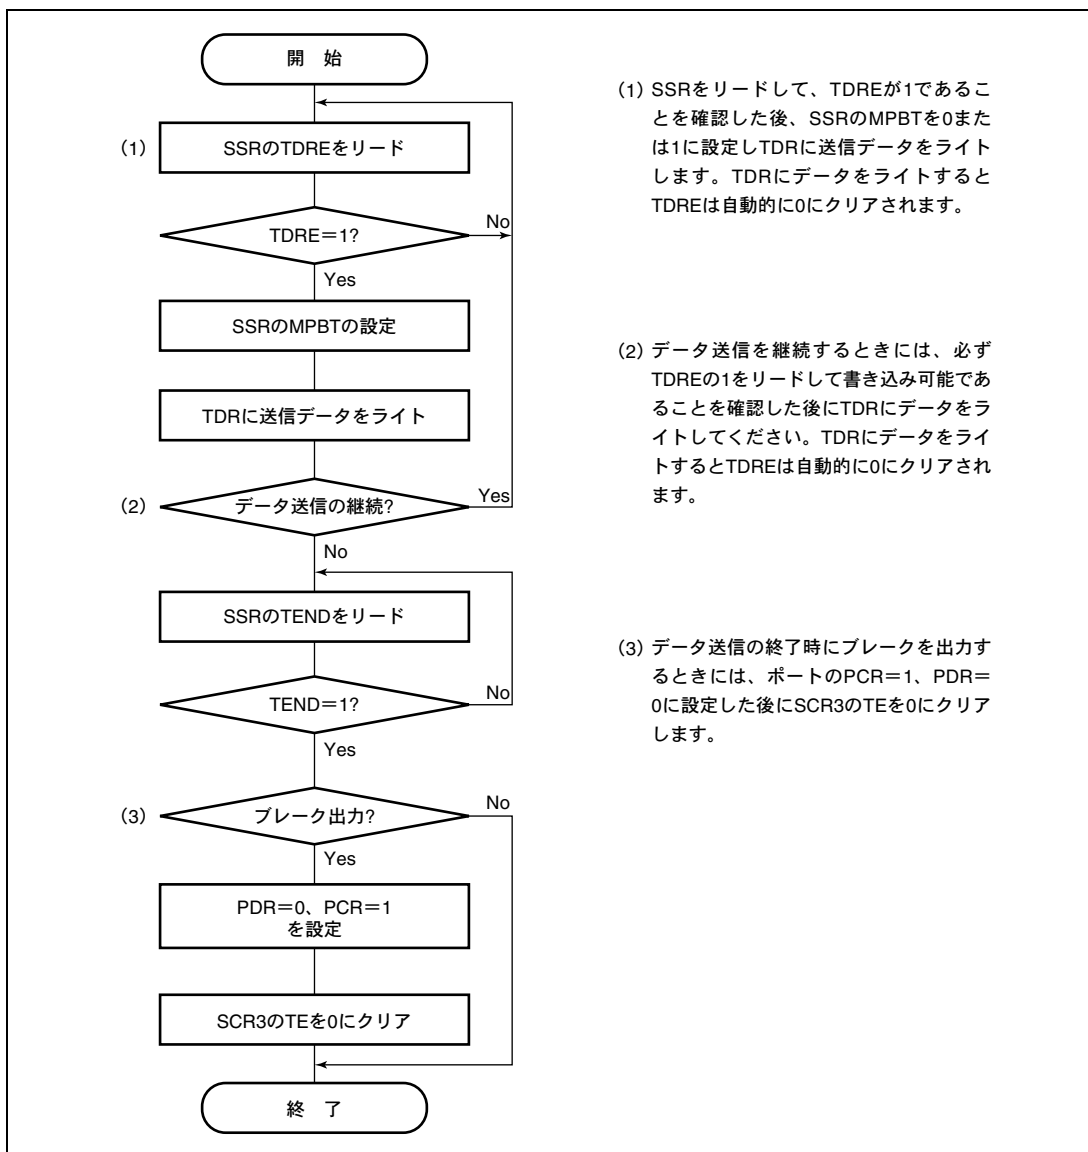 開 始
(1)
SSRのTDREをリード
TDRE＝1?
No
Yes
SSRのMPBTの設定
TDRに送信データをライト
(2)
データ送信の継続?
Yes
No
SSRのTENDをリード
TEND＝1?
No
Yes
(3)
ブレーク出力?
No
Yes
PDR＝0、PCR＝1
を設定
SCR3のTEを0にクリア
終 了
(1) SSRをリードして、TDREが1であるこ
とを確認した後、SSRのMPBTを0また
は1に設定しTDRに送信データをライト
します。TDRにデータをライトすると
TDREは自動的に0にクリアされます。
(2) データ送信を継続するときには、必ず
TDREの1をリードして書き込み可能であ
ることを確認した後にTDRにデータをラ
イトしてください。TDRにデータをライ
トするとTDREは自動的に0にクリアされ
ます。
(3) データ送信の終了時にブレークを出力す
るときには、ポートのPCR＝1、PDR＝
0に設定した後にSCR3のTEを0にクリア
します。